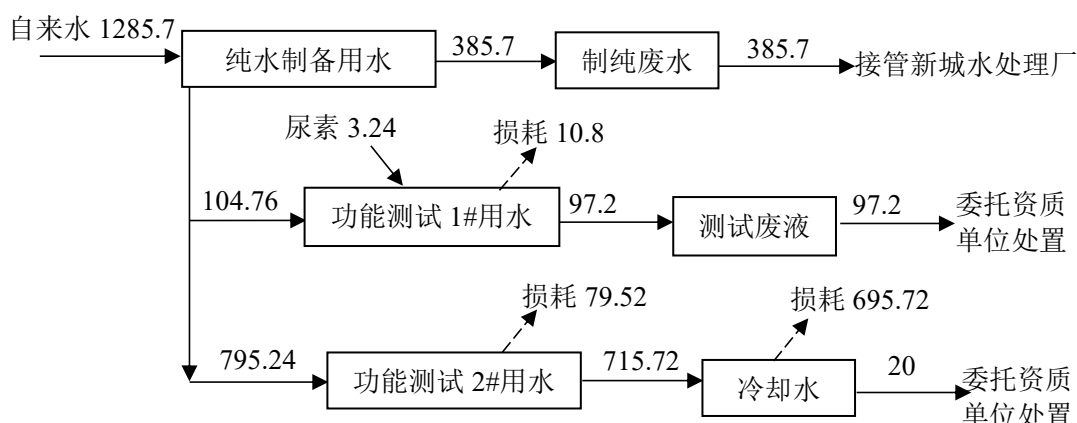 自来水 1285.7
纯水制备用水
385.7
制纯废水
385.7
接管新城水处理厂
尿素 3.24
损耗 10.8
104.76
功能测试 1#用水
97.2
测试废液
97.2
委托资质
单位处置
损耗 79.52
损耗 695.72
795.24
功能测试 2#用水
715.72
冷却水
20
委托资质
单位处置